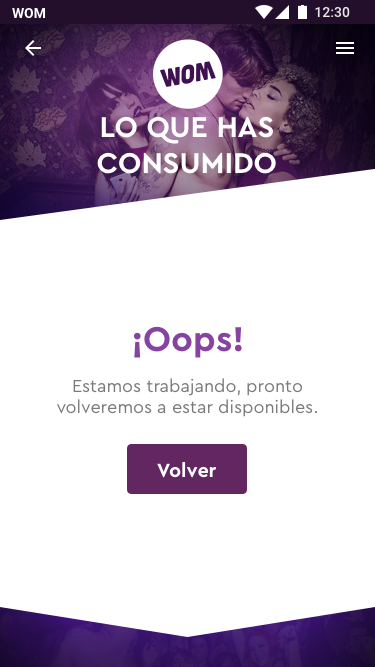 WOM
12:30
WOM
LO QUE HAS
CONSUMIDO
¡Oops!
Estamos trabajando, pronto
volveremos a estar disponibles.
Volver